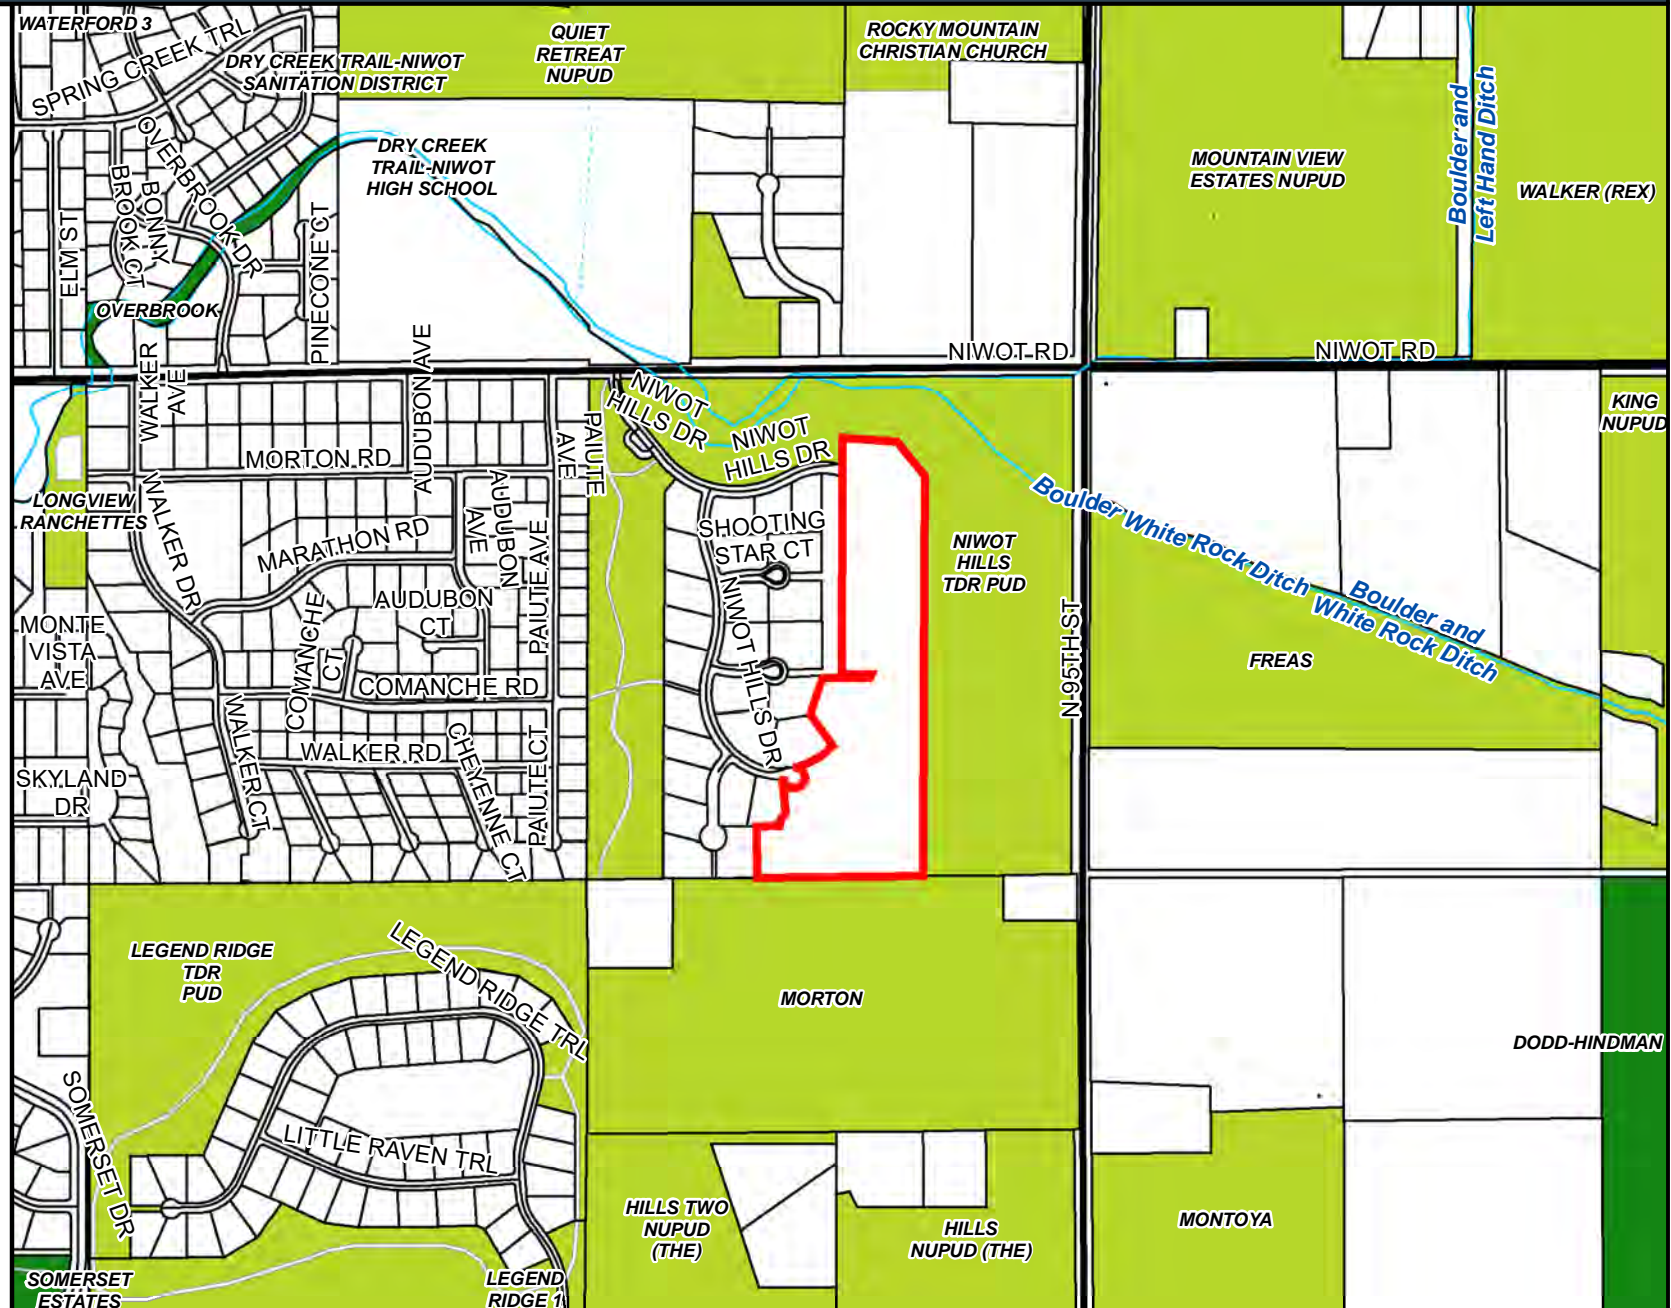 WATERFORD 3
SPRING CREEK TRL
DRY CREEK TRAIL-NIWOT
SANITATION DISTRICT
QUIET
RETREAT
NUPUD
ROCKY MOUNTAIN
CHRISTIAN CHURCH
OVERBROOK DR
BONNY
BROOK CT
ELM ST
PINECONE CT
OVERBROOK
DRY CREEK
TRAIL-NIWOT
HIGH SCHOOL
MOUNTAIN VIEW
ESTATES NUPUD
Boulder and
Left Hand Ditch
WALKER (REX)
NIWOT RD
NIWOT RD
WALKER
AVE
AUDUBON AVE
NIWOT
HILLS DR
NIWOT
HILLS DR
KING
NUPUD
MORTON RD
PAIUTE
AVE
LONGVIEW
RANCHETTES
WALKER DR
MARATHON RD
AUDUBON
AVE
PAIUTE AVE
SHOOTING
STAR CT
NIWOT
HILLS
TDR PUD
Boulder White Rock Ditch
Boulder and
White Rock Ditch
MONTE
VISTA
AVE
COMANCHE
CT
AUDUBON
CT
NIWOT HILLS DR
N 95TH ST
FREAS
COMANCHE RD
WALKER CT
WALKER RD
CHEYENNE CT
PAIUTE CT
SKYLAND
DR
LEGEND RIDGE
TDR
PUD
LEGEND RIDGE TRL
MORTON
DODD-HINDMAN
SOMERSET DR
LITTLE RAVEN TRL
HILLS TWO
NUPUD
(THE)
HILLS
NUPUD (THE)
MONTOYA
SOMERSET
ESTATES
LEGEND
RIDGE 1